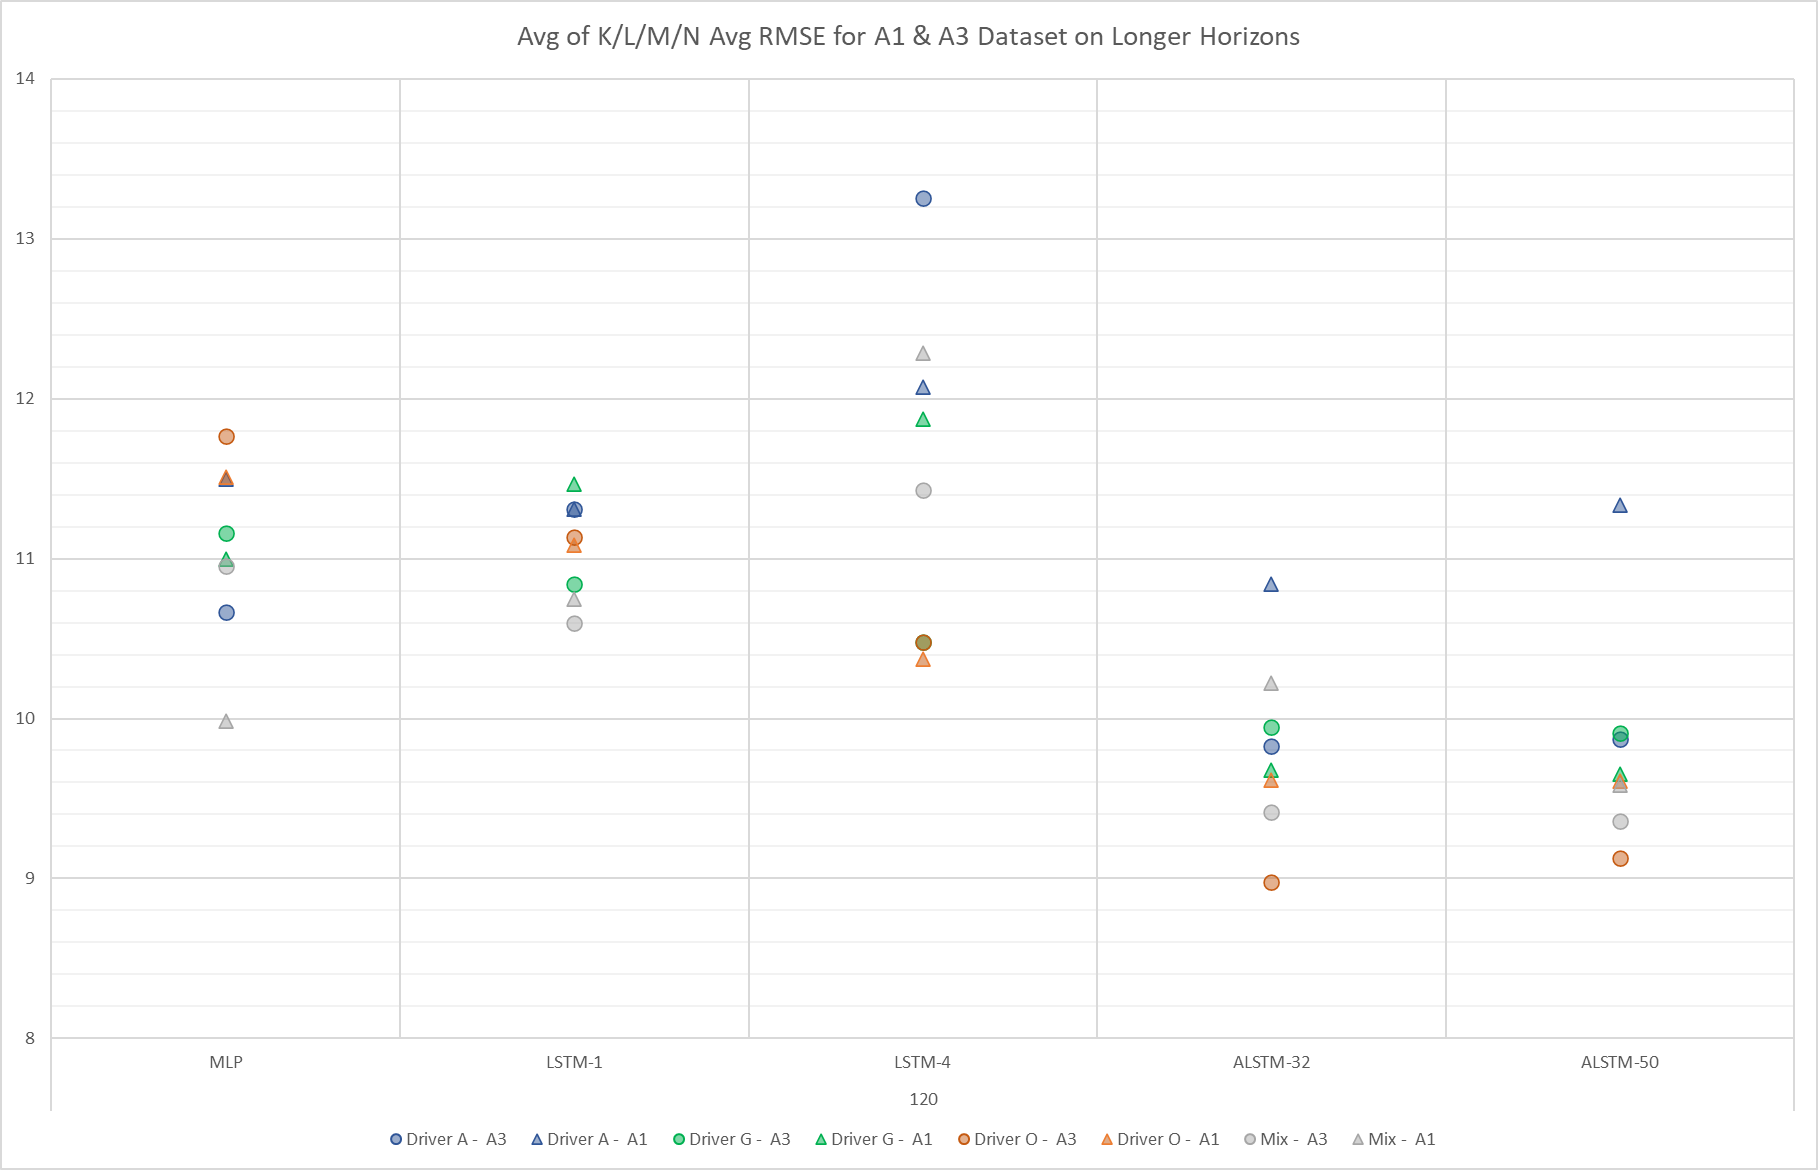 Avg of K/L/M/N Avg RMSE for A1 & A3 Dataset on Longer Horizons
14
13
12
11
10
9
8
MLP LSTM-1 LSTM-4 ALSTM-32 ALSTM-50
120
Driver A - A3 Driver A - A1 Driver G - A3 Driver G - A1 Driver O - A3 Driver O - A1 Mix - A3 Mix - A1